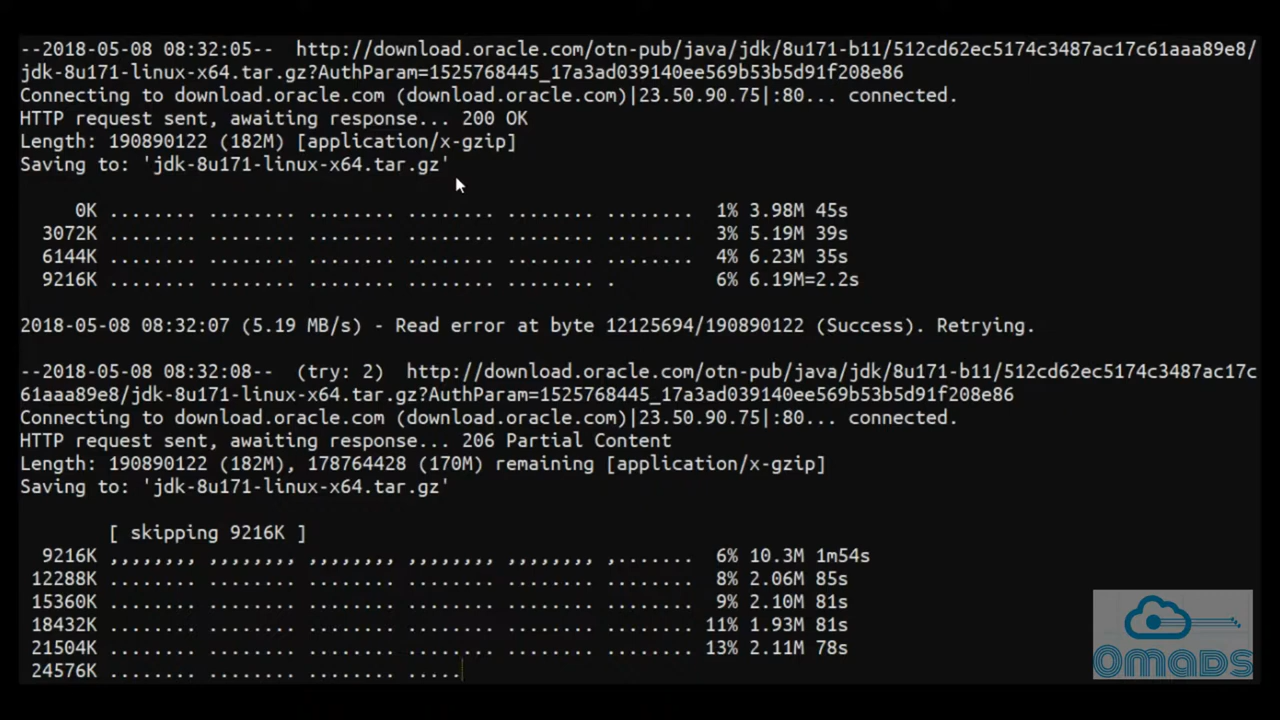 --2018-05-08 08:32:05--  http://download.oracle.com/otn-pub/java/jdk/8u171-b11/512cd62ec5174c3487ac17c61aaa89e8/
jdk-8u171-linux-x64.tar.gz?AuthParam=1525768445_17a3ad039140ee569b53b5d91f208e86
Connecting to download.oracle.com (download.oracle.com)|23.50.90.75|:80... connected.
HTTP request sent, awaiting response... 200 OK
Length: 190890122 (182M) [application/x-gzip]
Saving to: 'jdk-8u171-linux-x64.tar.gz'
     0K ........ ........ ........ ........ ........ ........  1% 3.98M 45s
  3072K ........ ........ ........ ........ ........ ........  3% 5.19M 39s
  6144K ........ ........ ........ ........ ........ ........  4% 6.23M 35s
  9216K ........ ........ ........ ........ ........ .         6% 6.19M=2.2s
2018-05-08 08:32:07 (5.19 MB/s) - Read error at byte 12125694/190890122 (Success). Retrying.
--2018-05-08 08:32:08--  (try: 2)  http://download.oracle.com/otn-pub/java/jdk/8u171-b11/512cd62ec5174c3487ac17c
61aaa89e8/jdk-8u171-linux-x64.tar.gz?AuthParam=1525768445_17a3ad039140ee569b53b5d91f208e86
Connecting to download.oracle.com (download.oracle.com)|23.50.90.75|:80... connected.
HTTP request sent, awaiting response... 206 Partial Content
Length: 190890122 (182M), 178764428 (170M) remaining [application/x-gzip]
Saving to: 'jdk-8u171-linux-x64.tar.gz'
        [ skipping 9216K ]
  9216K ,,,,,,,, ,,,,,,,, ,,,,,,,, ,,,,,,,, ,,,,,,,, ,.......  6% 10.3M 1m54s
 12288K ........ ........ ........ ........ ........ ........  8% 2.06M 85s
 15360K ........ ........ ........ ........ ........ ........  9% 2.10M 81s
 18432K ........ ........ ........ ........ ........ ........ 11% 1.93M 81s
 21504K ........ ........ ........ ........ ........ ........ 13% 2.11M 78s
 24576K ........ ........ ........ .....
Omads